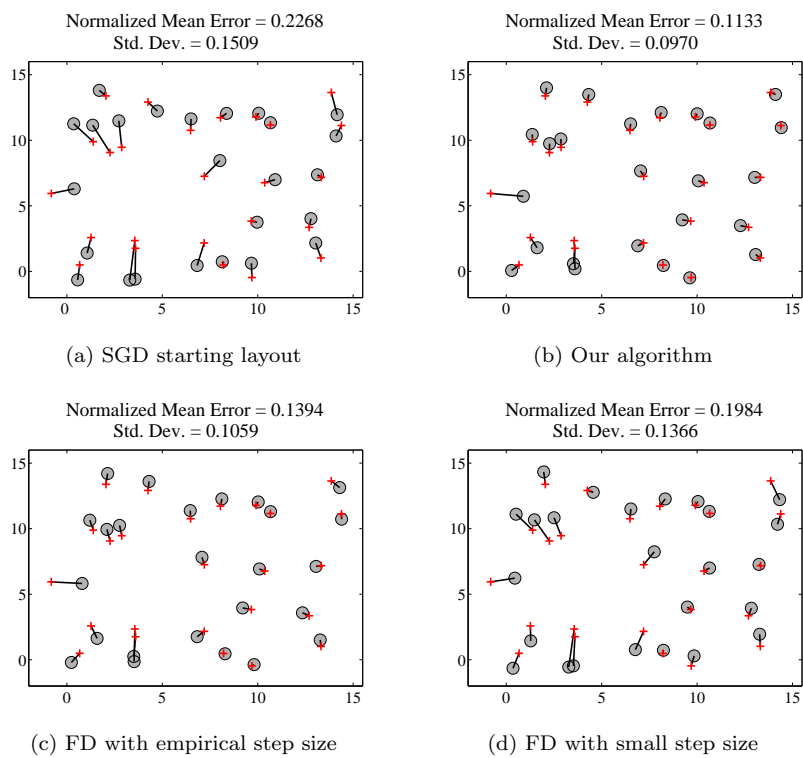 Normalized Mean Error = 0.2268
Std. Dev. = 0.1509
15
10
5
0
0 5 10 15
(a) SGD starting layout
Normalized Mean Error = 0.1133
Std. Dev. = 0.0970
15
10
5
0
0 5 10 15
(b) Our algorithm
Normalized Mean Error = 0.1394
Std. Dev. = 0.1059
15
10
5
0
0 5 10 15
(c) FD with empirical step size
Normalized Mean Error = 0.1984
Std. Dev. = 0.1366
15
10
5
0
0 5 10 15
(d) FD with small step size